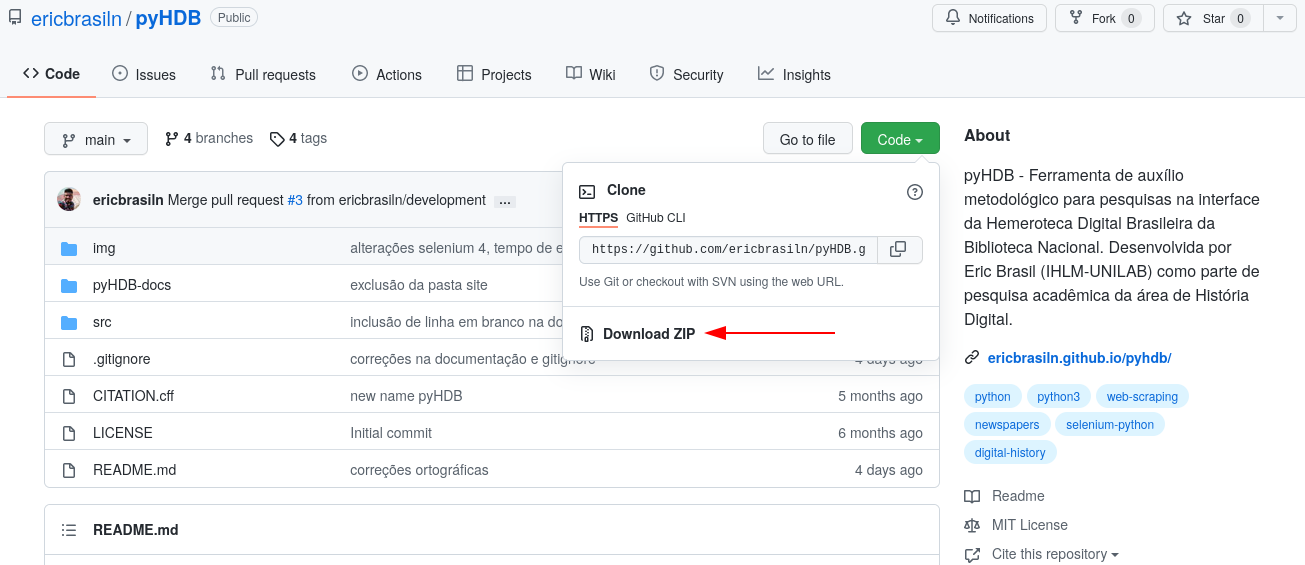 ericbrasiln / pyHDB Public
Notifications Fork 0 Star 0
Code Issues Pull requests Actions Projects Wiki Security Insights
main 4 branches 4 tags Go to file Code
ericbrasiln Merge pull request #3 from ericbrasiln/development ...
img alterações selenium 4, tempo de e
pyHDB-docs exclusão da pasta site
src inclusão de linha em branco na do
.gitignore correções na documentação e gitignore 4 days ago
CITATION.cff new name pyHDB 5 months ago
LICENSE Initial commit 6 months ago
README.md correções ortográficas 4 days ago
README.md
Clone
HTTPS GitHub CLI
https://github.com/ericbrasiln/pyHDB.g
Use Git or checkout with SVN using the web URL.
Download ZIP
About
pyHDB - Ferramenta de auxílio
metodológico para pesquisas na interface
da Hemeroteca Digital Brasileira da
Biblioteca Nacional. Desenvolvida por
Eric Brasil (IHLM-UNILAB) como parte de
pesquisa acadêmica da área de História
Digital.
ericbrasiln.github.io/pyhdb/
python python3 web-scraping
newspapers selenium-python
digital-history
Readme
MIT License
Cite this repository